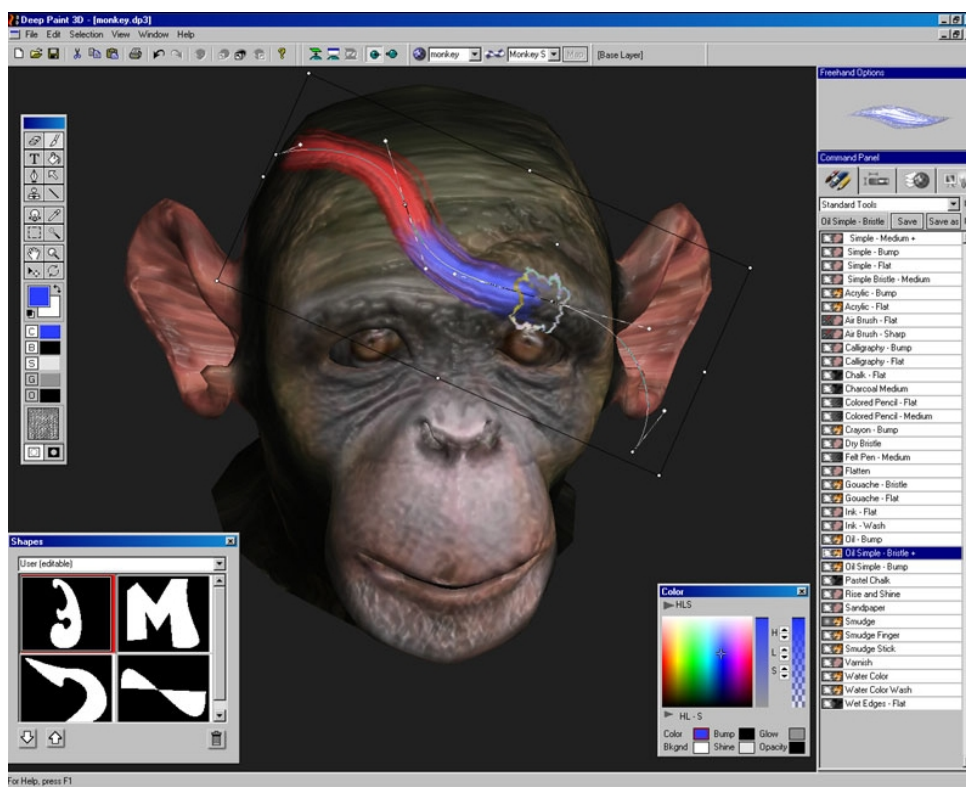 Deep Paint 3D - [monkey.dp3]
File Edit Selection View Window Help
monkey Monkey S Map [Base Layer]
Freehand Options
Command Panel
Standard Tools
Oil Simple - Bristle Save Save as
Simple - Medium +
Simple - Bump
Simple - Flat
Simple Bristle - Medium
Acrylic - Bump
Acrylic - Flat
Air Brush - Flat
Air Brush - Sharp
Calligraphy - Bump
Calligraphy - Flat
Chalk - Flat
Charcoal Medium
Colored Pencil - Flat
Colored Pencil - Medium
Crayon - Bump
Dry Bristle
Felt Pen - Medium
Flatten
Gouache - Bristle
Gouache - Flat
Ink - Flat
Ink - Wash
Oil - Bump
Oil Simple - Bristle +
Oil Simple - Bump
Pastel Chalk
Rise and Shine
Sandpaper
Smudge
Smudge Finger
Smudge Stick
Varnish
Water Color
Water Color Wash
Wet Edges - Flat
T
C
B
S
G
O
Shapes
User (editable)
Color
HLS
H
L
S
HL - S
Color Bump Glow
Bkgnd Shine Opacity
For Help, press F1